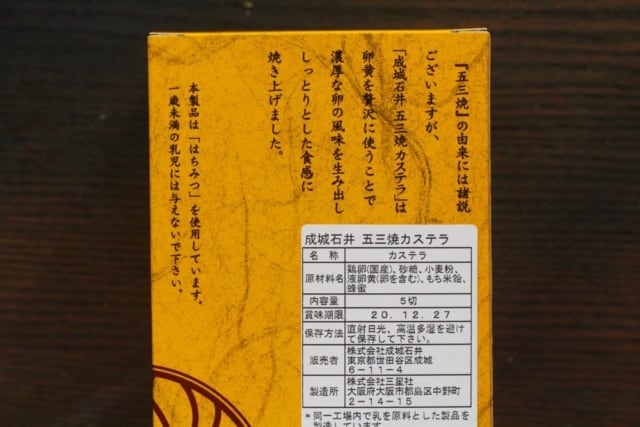 『五三焼』の由来には諸説
ございますが、
「成城石井 五三焼カステラ」は
卵黄を贅沢に使うことで
濃厚な卵の風味を生み出し
しっとりとした食感に
焼き上げました。
本製品は「はちみつ」を使用しています。
一歳未満の乳児には与えないで下さい。
成城石井 五三焼カステラ
名 称 カステラ
原材料名 鶏卵(国産)、砂糖、小麦粉、
液卵黄(卵を含む)、もち米飴、
蜂蜜
内容量 5切
賞味期限 20.12.27
保存方法 直射日光、高温多湿を避け
て保存して下さい。
販売者 株式会社成城石井
東京都世田谷区成城
6-11-4
製造所 株式会社三星社
大阪府大阪市都島区中野町
2-14-15
*同一工場内で乳を原料とした製品を
製造しています